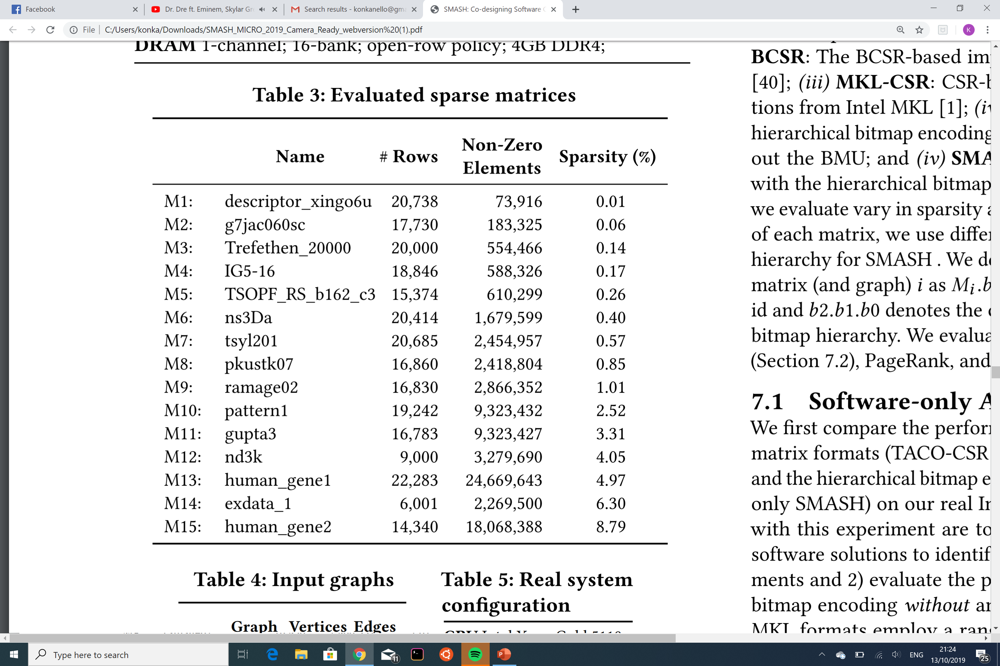 Facebook
Dr. Dre ft. Eminem, Skylar Gr
Search results - konkanello@gma
SMASH: Co-designing Software
File
C:/Users/konka/Downloads/SMASH_MICRO_2019_Camera_Ready_webversion%20(1).pdf
K
DRAM 1-channel; 16-bank; open-row policy; 4GB DDR4;
Table 3: Evaluated sparse matrices
Name # Rows Non-Zero Elements Sparsity (%)
M1: descriptor_xingo6u 20,738 73,916 0.01
M2: g7jac060sc 17,730 183,325 0.06
M3: Trefethen_20000 20,000 554,466 0.14
M4: IG5-16 18,846 588,326 0.17
M5: TSOPF_RS_b162_c3 15,374 610,299 0.26
M6: ns3Da 20,414 1,679,599 0.40
M7: tsyl201 20,685 2,454,957 0.57
M8: pkustk07 16,860 2,418,804 0.85
M9: ramage02 16,830 2,866,352 1.01
M10: pattern1 19,242 9,323,432 2.52
M11: gupta3 16,783 9,323,427 3.31
M12: nd3k 9,000 3,279,690 4.05
M13: human_gene1 22,283 24,669,643 4.97
M14: exdata_1 6,001 2,269,500 6.30
M15: human_gene2 14,340 18,068,388 8.79
Table 4: Input graphs
Graph Vertices Edges
Table 5: Real system
configuration
BCSR: The BCSR-based im
[40]; (iii) MKL-CSR: CSR-b
tions from Intel MKL [1]; (iv
hierarchical bitmap encoding
out the BMU; and (iv) SMA
with the hierarchical bitmap
we evaluate vary in sparsity a
of each matrix, we use differ
hierarchy for SMASH . We de
matrix (and graph) i as Mi.b
id and b2.b1.b0 denotes the
bitmap hierarchy. We evalua
(Section 7.2), PageRank, and
7.1 Software-only A
We first compare the perfor
matrix formats (TACO-CSR
and the hierarchical bitmap e
only SMASH) on our real In
with this experiment are to
software solutions to identif
ments and 2) evaluate the p
bitmap encoding without an
MKL formats employ a ran
Type here to search
11
ENG
21:24
13/10/2019
25